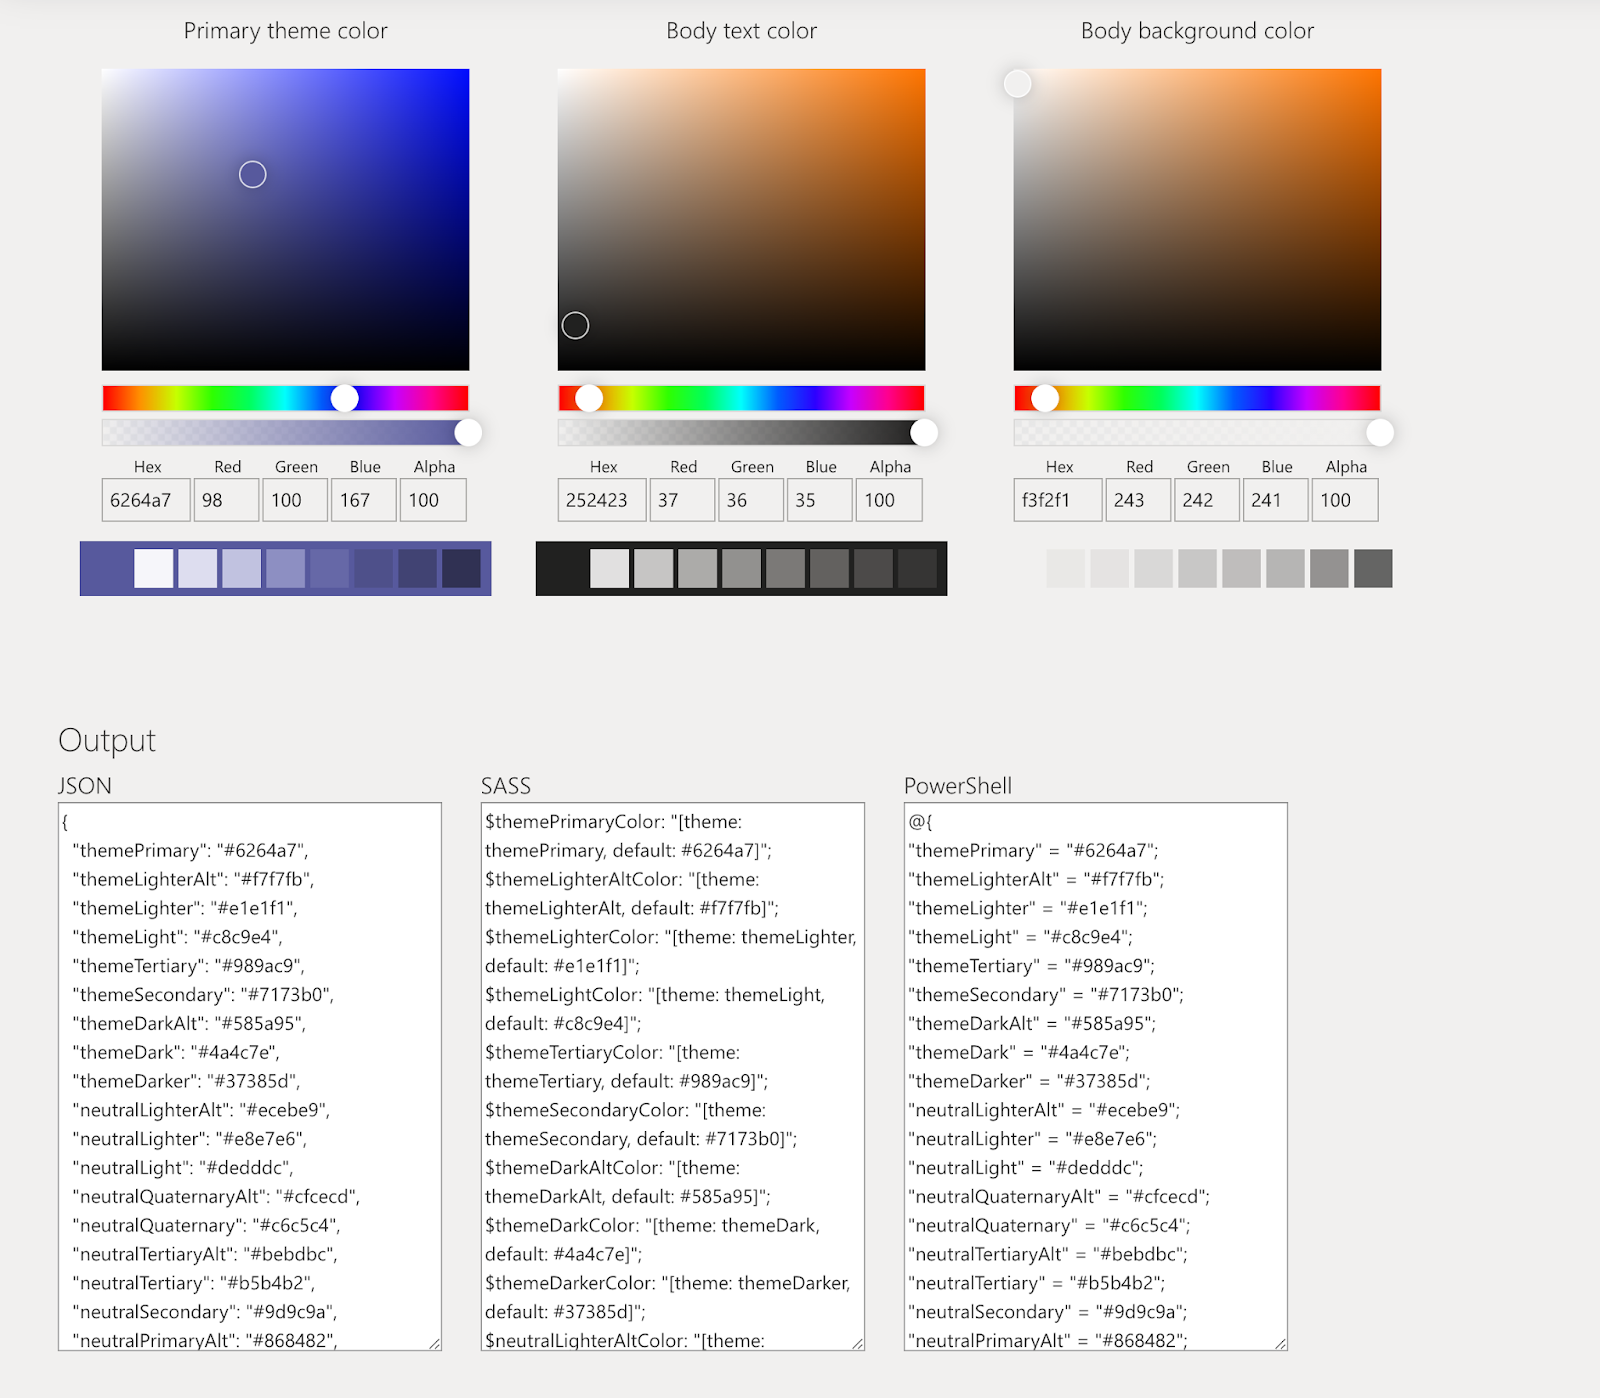 Primary theme color
Body text color
Body background color
Hex Red Green Blue Alpha
6264a7 98 100 167 100
Hex Red Green Blue Alpha
252423 37 36 35 100
Hex Red Green Blue Alpha
f3f2f1 243 242 241 100
Output
JSON
{
"themePrimary": "#6264a7",
"themeLighterAlt": "#f7f7fb",
"themeLighter": "#e1e1f1",
"themeLight": "#c8c9e4",
"themeTertiary": "#989ac9",
"themeSecondary": "#7173b0",
"themeDarkAlt": "#585a95",
"themeDark": "#4a4c7e",
"themeDarker": "#37385d",
"neutralLighterAlt": "#ecebe9",
"neutralLighter": "#e8e7e6",
"neutralLight": "#dedddc",
"neutralQuaternaryAlt": "#cfcecd",
"neutralQuaternary": "#c6c5c4",
"neutralTertiaryAlt": "#bebdbc",
"neutralTertiary": "#b5b4b2",
"neutralSecondary": "#9d9c9a",
"neutralPrimaryAlt": "#868482",
SASS
$themePrimaryColor: "[theme:
themePrimary, default: #6264a7]";
$themeLighterAltColor: "[theme:
themeLighterAlt, default: #f7f7fb]";
$themeLighterColor: "[theme: themeLighter,
default: #e1e1f1]";
$themeLightColor: "[theme: themeLight,
default: #c8c9e4]";
$themeTertiaryColor: "[theme:
themeTertiary, default: #989ac9]";
$themeSecondaryColor: "[theme:
themeSecondary, default: #7173b0]";
$themeDarkAltColor: "[theme:
themeDarkAlt, default: #585a95]";
$themeDarkColor: "[theme: themeDark,
default: #4a4c7e]";
$themeDarkerColor: "[theme: themeDarker,
default: #37385d]";
$neutralLighterAltColor: "[theme:
PowerShell
@{
"themePrimary" = "#6264a7";
"themeLighterAlt" = "#f7f7fb";
"themeLighter" = "#e1e1f1";
"themeLight" = "#c8c9e4";
"themeTertiary" = "#989ac9";
"themeSecondary" = "#7173b0";
"themeDarkAlt" = "#585a95";
"themeDark" = "#4a4c7e";
"themeDarker" = "#37385d";
"neutralLighterAlt" = "#ecebe9";
"neutralLighter" = "#e8e7e6";
"neutralLight" = "#dedddc";
"neutralQuaternaryAlt" = "#cfcecd";
"neutralQuaternary" = "#c6c5c4";
"neutralTertiaryAlt" = "#bebdbc";
"neutralTertiary" = "#b5b4b2";
"neutralSecondary" = "#9d9c9a";
"neutralPrimaryAlt" = "#868482";